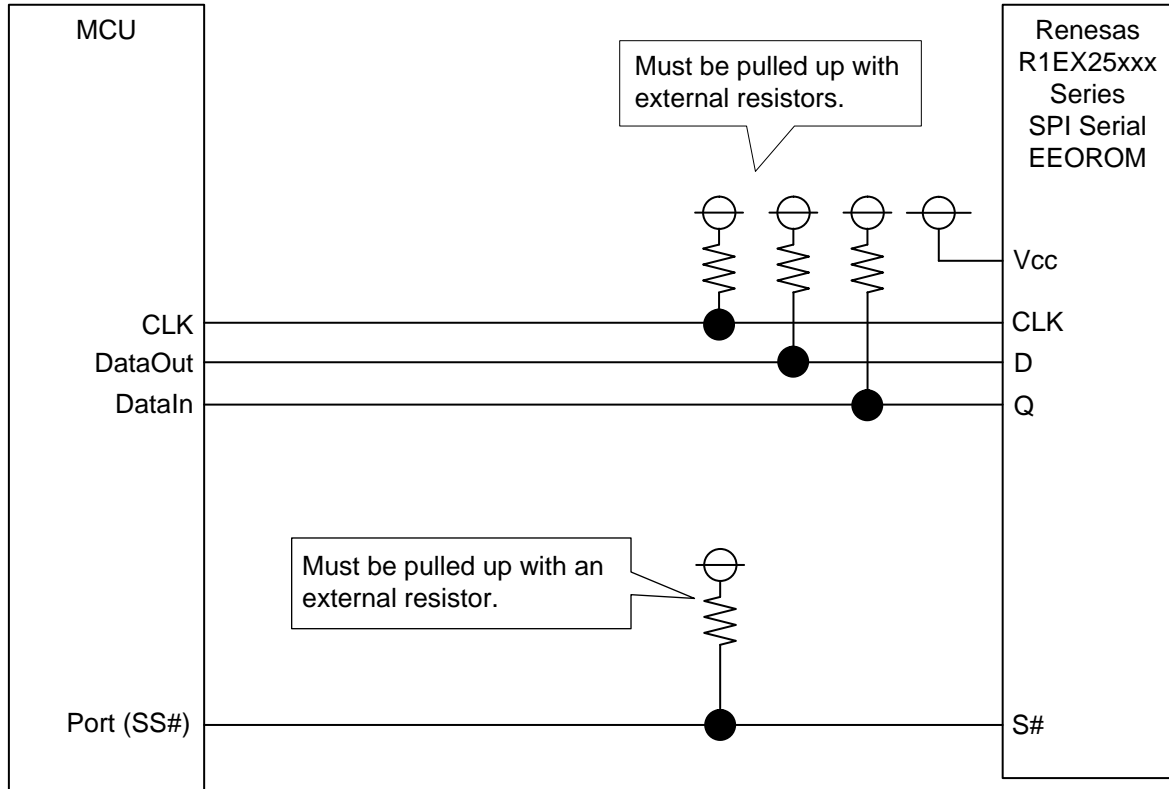 MCU
Renesas
R1EX25xxx
Series
SPI Serial
EEOROM
Must be pulled up with
external resistors.
Vcc
CLK
CLK
DataOut
D
DataIn
Q
Must be pulled up with an
external resistor.
Port (SS#)
S#